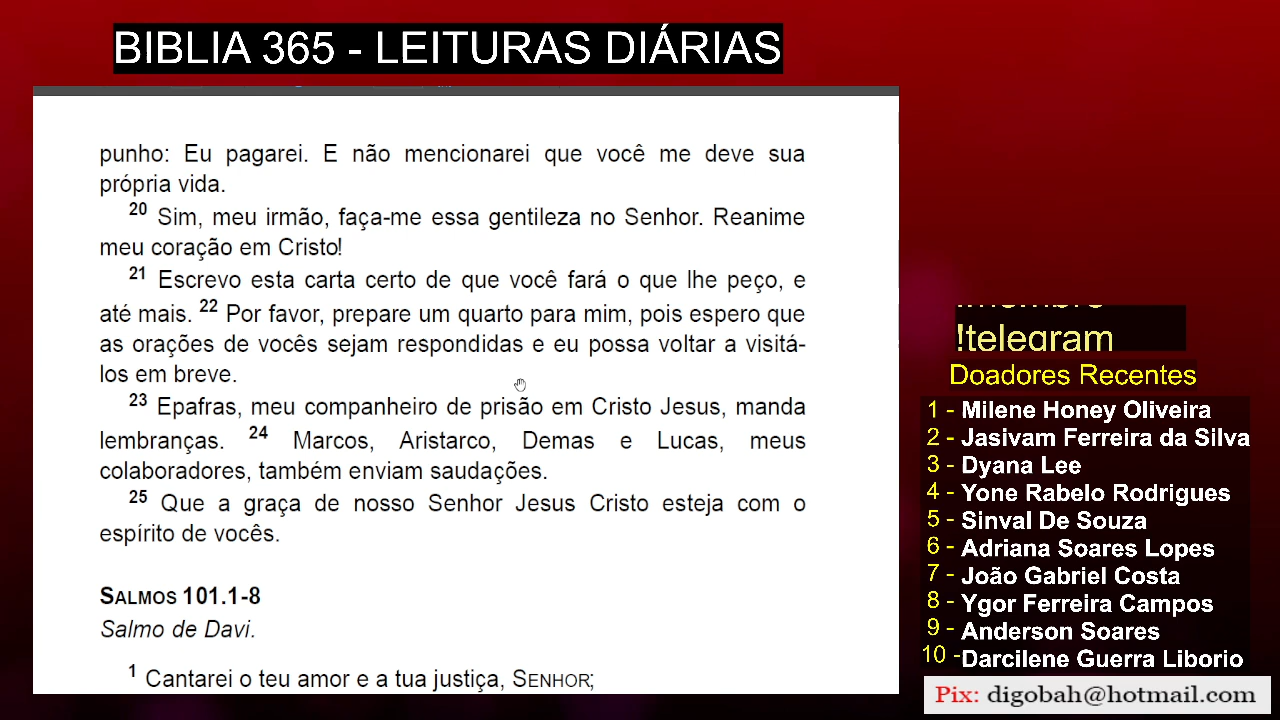 BIBLIA 365 - LEITURAS DIÁRIAS
punho: Eu pagarei. E não mencionarei que você me deve sua
própria vida.
20 Sim, meu irmão, faça-me essa gentileza no Senhor. Reanime
meu coração em Cristo!
21 Escrevo esta carta certo de que você fará o que lhe peço, e
até mais. 22 Por favor, prepare um quarto para mim, pois espero que
as orações de vocês sejam respondidas e eu possa voltar a visitá-
los em breve.
23 Epafras, meu companheiro de prisão em Cristo Jesus, manda
lembranças. 24 Marcos, Aristarco, Demas e Lucas, meus
colaboradores, também enviam saudações.
25 Que a graça de nosso Senhor Jesus Cristo esteja com o
espírito de vocês.
SALMOS 101.1-8
Salmo de Davi.
1 Cantarei o teu amor e a tua justiça, SENHOR;
!telegram
Doadores Recentes
1 - Milene Honey Oliveira
2 - Jasivam Ferreira da Silva
3 - Dyana Lee
4 - Yone Rabelo Rodrigues
5 - Sinval De Souza
6 - Adriana Soares Lopes
7 - João Gabriel Costa
8 - Ygor Ferreira Campos
9 - Anderson Soares
10 -Darcilene Guerra Liborio
Pix: digobah@hotmail.com